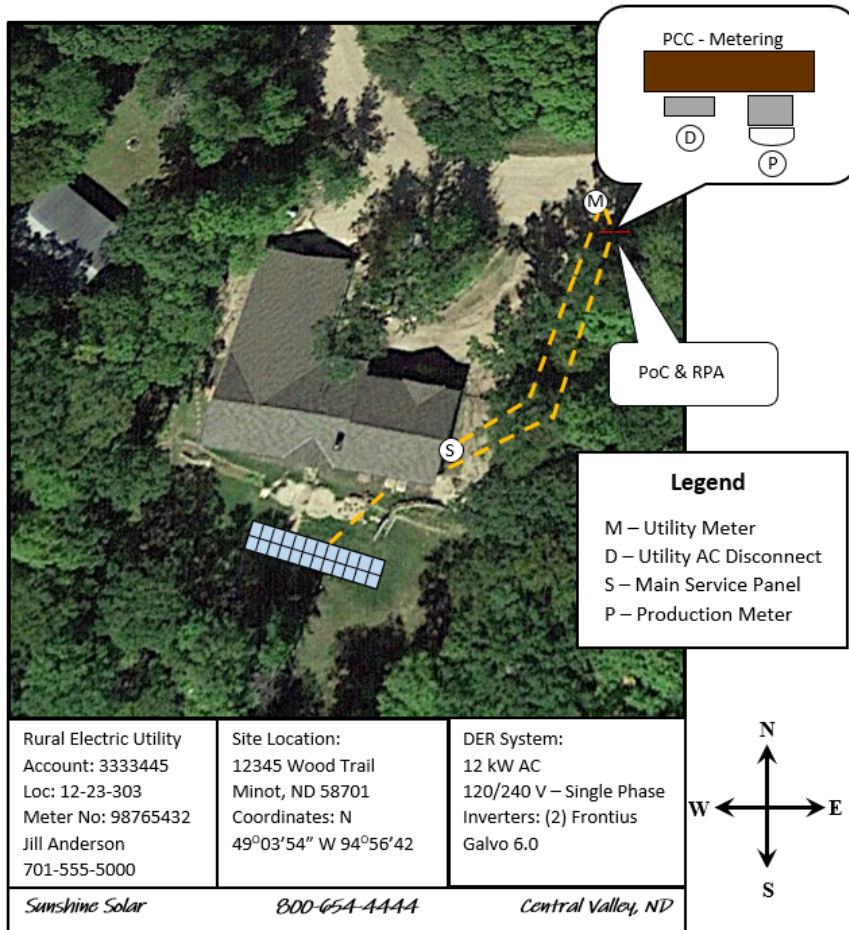 PCC - Metering
D
P
M
PoC & RPA
S
Legend
M – Utility Meter
D – Utility AC Disconnect
S – Main Service Panel
P – Production Meter
Rural Electric Utility
Account: 3333445
Loc: 12-23-303
Meter No: 98765432
Jill Anderson
701-555-5000
Site Location:
12345 Wood Trail
Minot, ND 58701
Coordinates: N
49⁰03’54” W 94⁰56’42
DER System:
12 kW AC
120/240 V – Single Phase
Inverters: (2) Frontius
Galvo 6.0
N
W E
S
Sunshine Solar 800-654-4444 Central Valley, ND